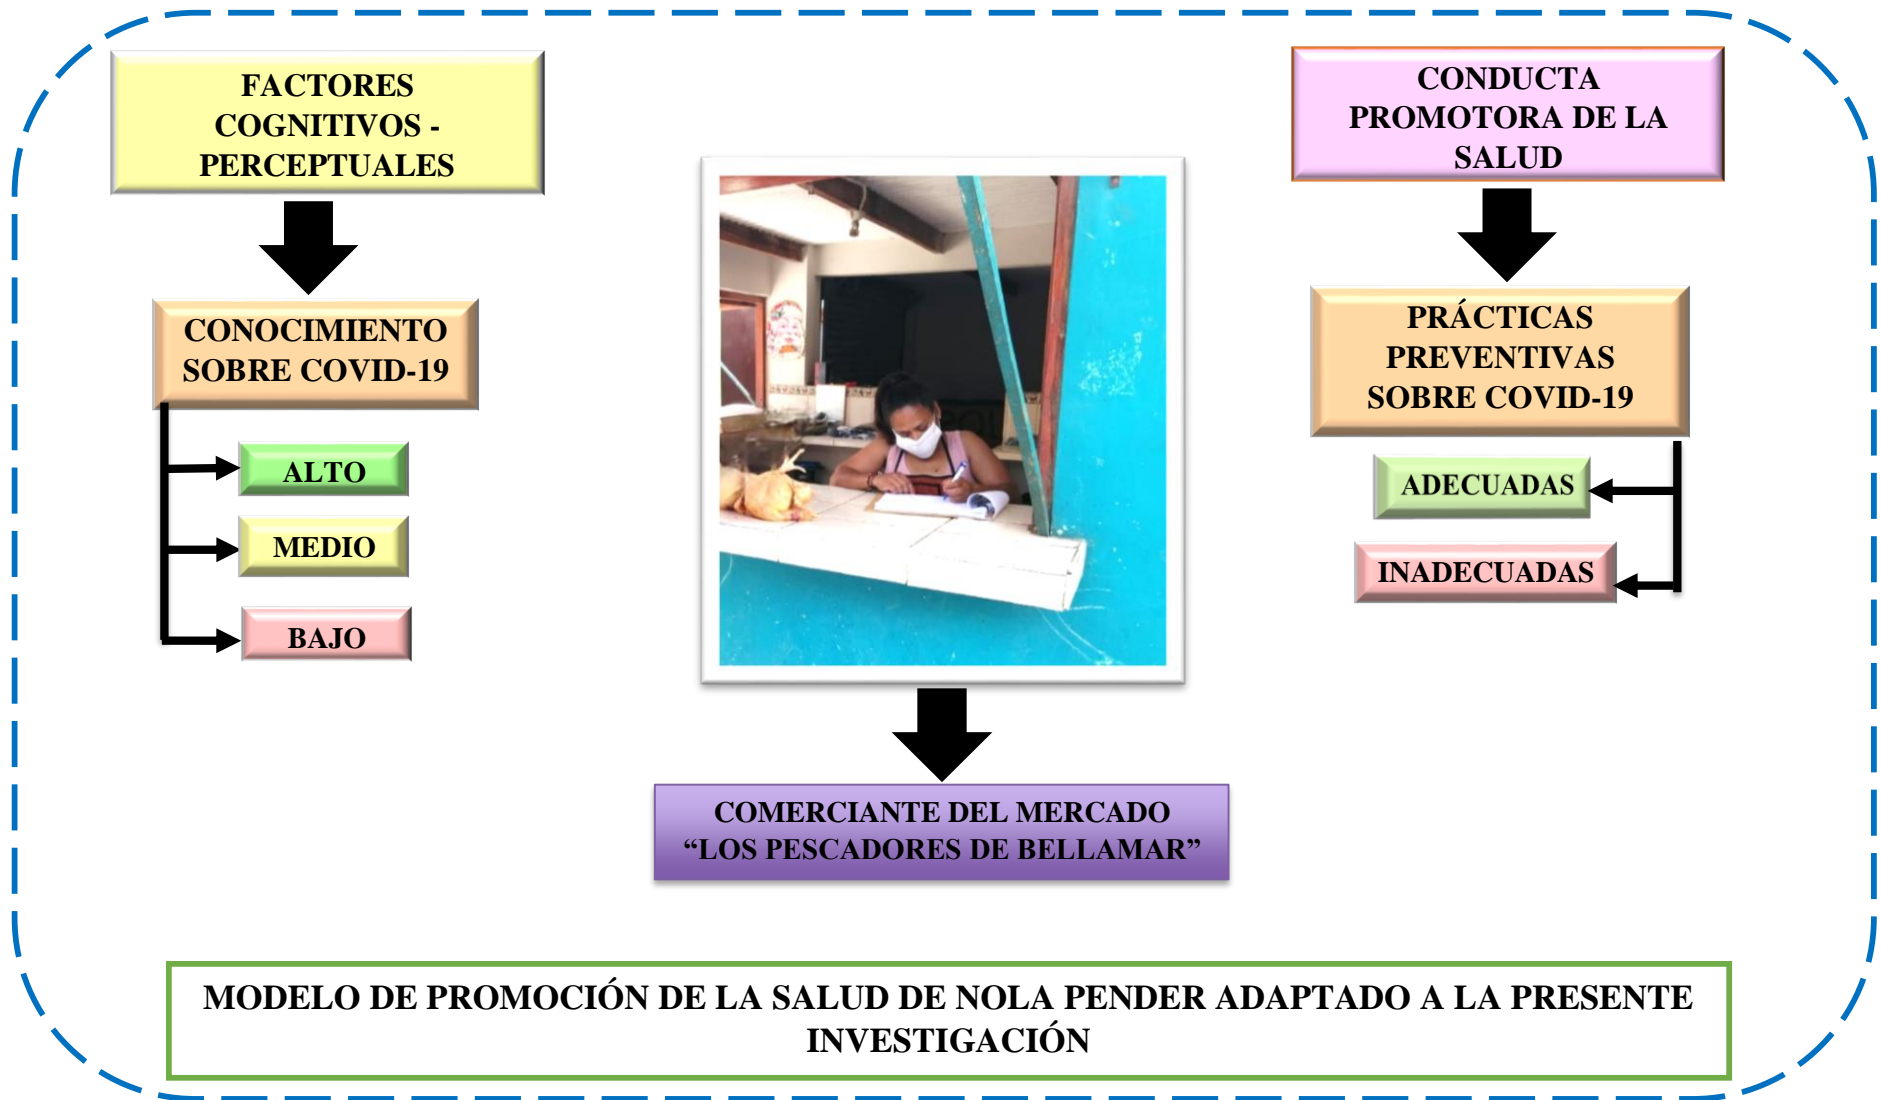 FACTORES
COGNITIVOS -
PERCEPTUALES
CONOCIMIENTO
SOBRE COVID-19
ALTO
MEDIO
BAJO
CONDUCTA
PROMOTORA DE LA
SALUD
PRÁCTICAS
PREVENTIVAS
SOBRE COVID-19
ADECUADAS
INADECUADAS
COMERCIANTE DEL MERCADO
“LOS PESCADORES DE BELLAMAR”
MODELO DE PROMOCIÓN DE LA SALUD DE NOLA PENDER ADAPTADO A LA PRESENTE
INVESTIGACIÓN